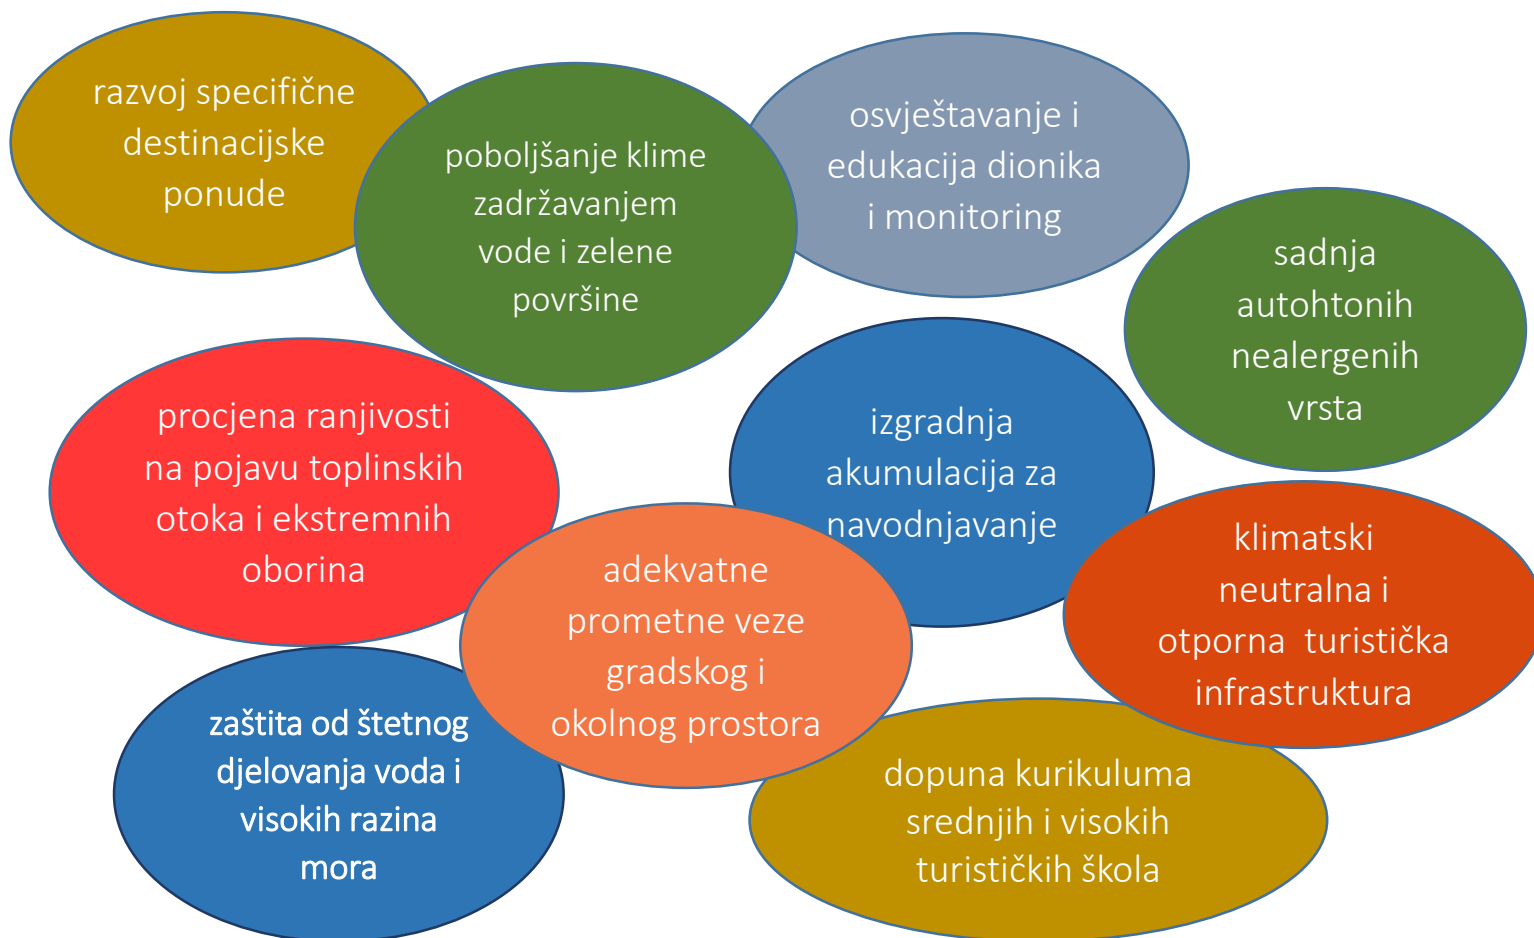 razvoj specifične
destinacijske
ponude
poboljšanje klime
zadržavanjem
vode i zelene
površine
osvještavanje i
edukacija dionika
i monitoring
sadnja
autohtonih
nealergenih
vrsta
procjena ranjivosti
na pojavu toplinskih
otoka i ekstremnih
oborina
izgradnja
akumulacija za
navodnjavanje
adekvatne
prometne veze
gradskog i
okolnog prostora
klimatski
neutralna i
otporna turistička
infrastruktura
zaštita od štetnog
djelovanja voda i
visokih razina
mora
dopuna kurikuluma
srednjih i visokih
turističkih škola